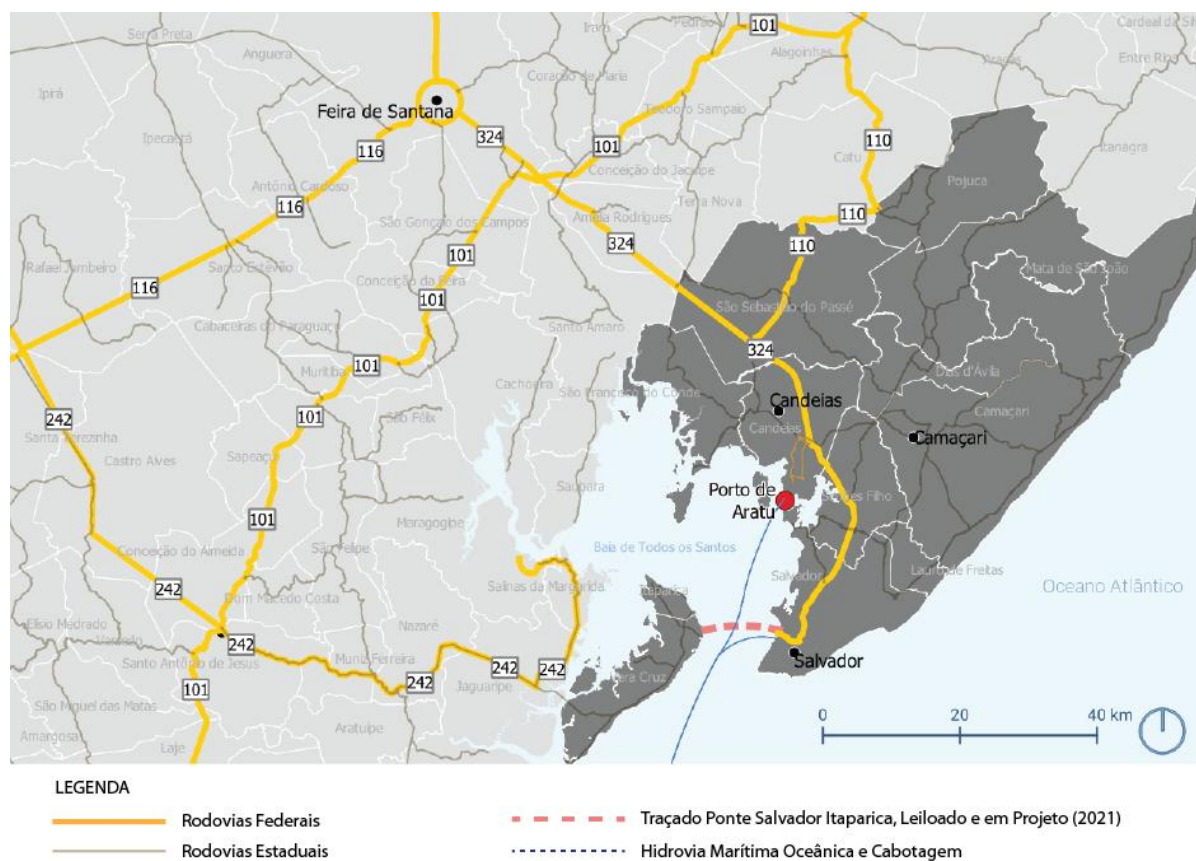 Serra Preta
Anguera
Irará
Pedrão
101
Alagoinhas
Araças
Cardeal da Silva
Entre Rios
Ipirá
Feira de Santana
Coração de Maria
Teodoro Sampaio
Ipecaetá
116
324
101
Conceição do Jacuípe
Catu
110
Itanagra
Antônio Cardoso
116
São Gonçalo dos Campos
Amélia Rodrigues
Terra Nova
Pojuca
110
324
110
101
Rafael Jambeiro
Santo Estêvão
Conceição da Feira
Mata de São João
116
101
São Sebastião do Passé
Cabaceiras do Paraguaçu
Santo Amaro
324
101
Muritiba
Dias d'Ávila
Cachoeira
São Francisco do Conde
Candeias
Candeias
Camaçari
Camaçari
242
101
São Félix
Santa Terezinha
Castro Alves
Sapeaçu
Saubara
Porto de
Aratu
Simões Filho
Maragogipe
101
Conceição do Almeida
São Felipe
Baia de Todos os Santos
Salvador
Lauro de Freitas
Oceano Atlântico
242
Salinas da Margarida
Itaparica
Dom Macedo Costa
Elísio Medrado
Varzedo
242
Nazaré
Santo Antônio de Jesus
Muniz Ferreira
242
242
242
Salvador
101
Jaguaripe
Vera Cruz
São Miguel das Matas
Amargosa
Aratuípe
Laje
0 20 40 km
LEGENDA
Rodovias Federais
Traçado Ponte Salvador Itaparica, Leiloado e em Projeto (2021)
Rodovias Estaduais
Hidrovia Marítima Oceânica e Cabotagem